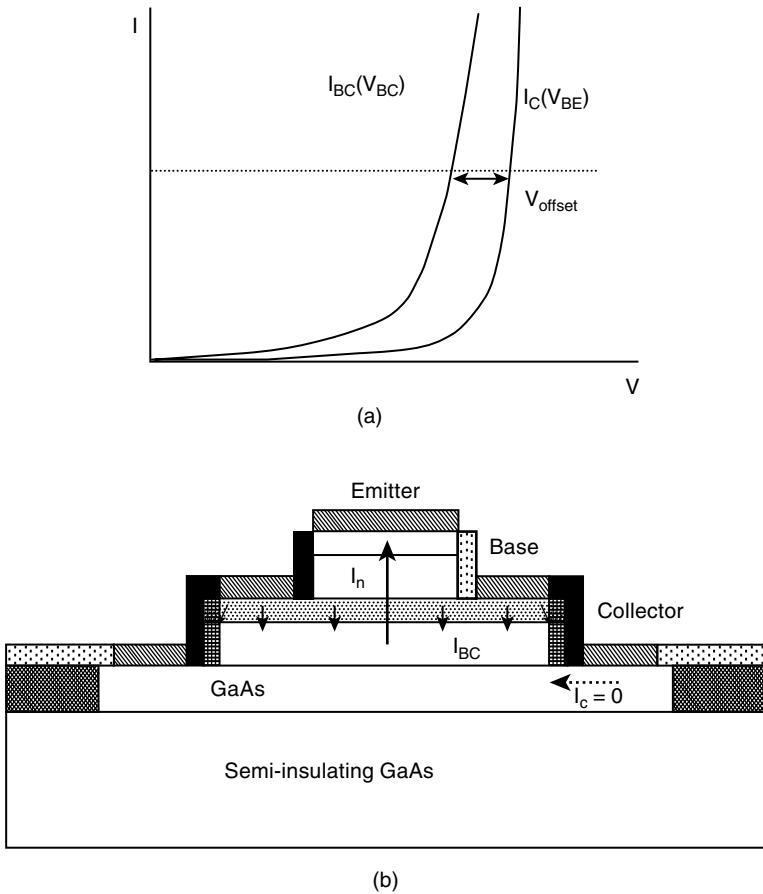 I
I_BC(V_BC)
I_C(V_BE)
V_offset
V
(a)
Emitter
Base
I_n
Collector
I_BC
GaAs
I_c = 0
Semi-insulating GaAs
(b)